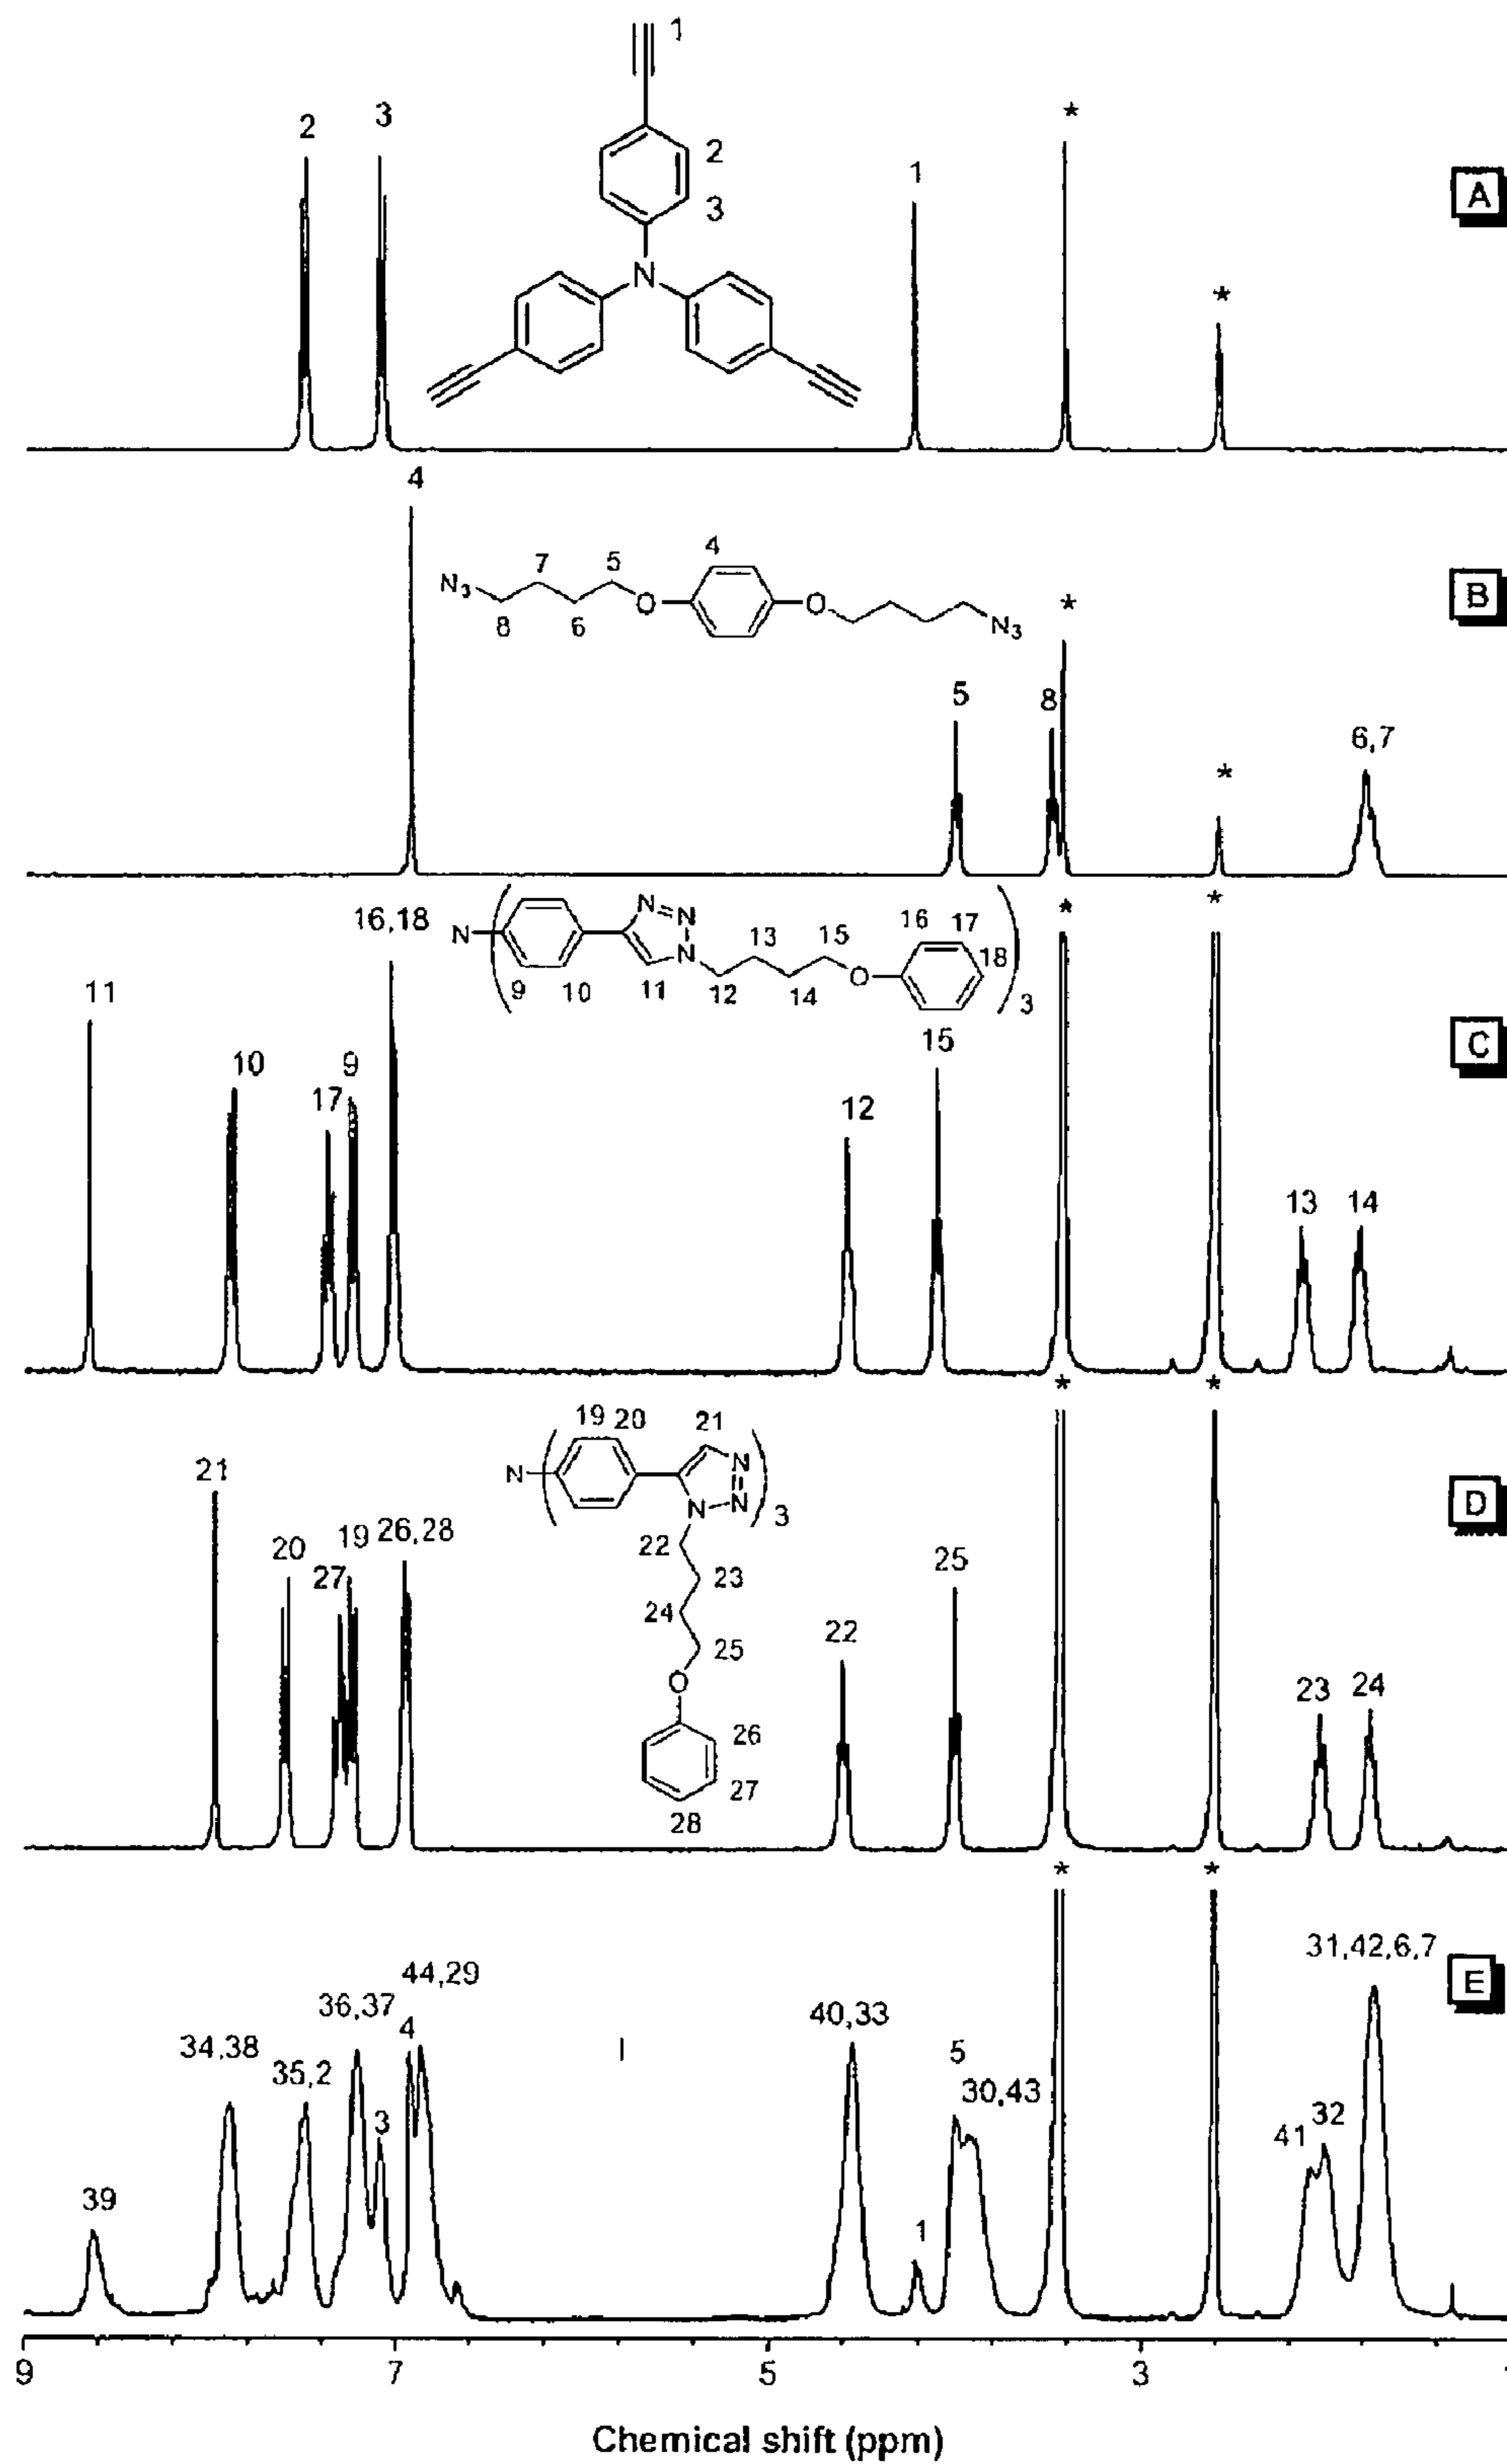 1
2 3 * 1 * A
2
3
N
4
4
7 5
N3 O O N3
8 6
5 8 * * 6,7 B
16,18 N ( N=N N 13 15 16 17 18 O )3 * *
9 10 11 12 14
11 10 17 9 12 15 13 14 C
19 20 21 * *
N ( N N N )3
21 20 27 19 26,28 22 25 23 24 D
22
23
24
25
O
26
27
28
* *
39 34,38 35,2 36,37 3 4 44,29 40,33 1 5 30,43 41 32 31,42,6,7 E
9 7 5 3
Chemical shift (ppm)